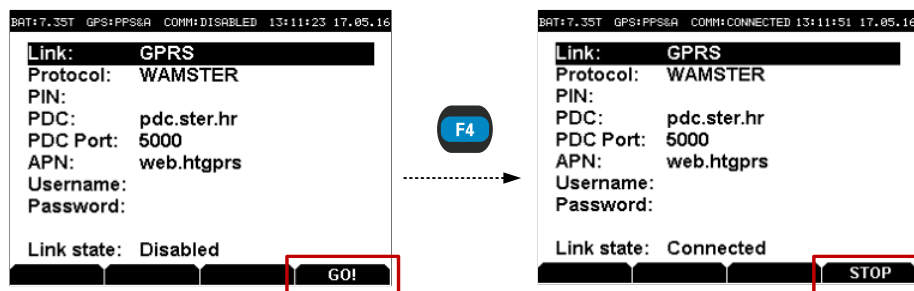 BAT:7.35T GPS:PPS&A COMM:DISABLED 13:11:23 17.05.16
Link: GPRS
Protocol: WAMSTER
PIN:
PDC: pdc.ster.hr
PDC Port: 5000
APN: web.htgprs
Username:
Password:
Link state: Disabled
GO!
F4
BAT:7.35T GPS:PPS&A COMM:CONNECTED 13:11:51 17.05.16
Link: GPRS
Protocol: WAMSTER
PIN:
PDC: pdc.ster.hr
PDC Port: 5000
APN: web.htgprs
Username:
Password:
Link state: Connected
STOP